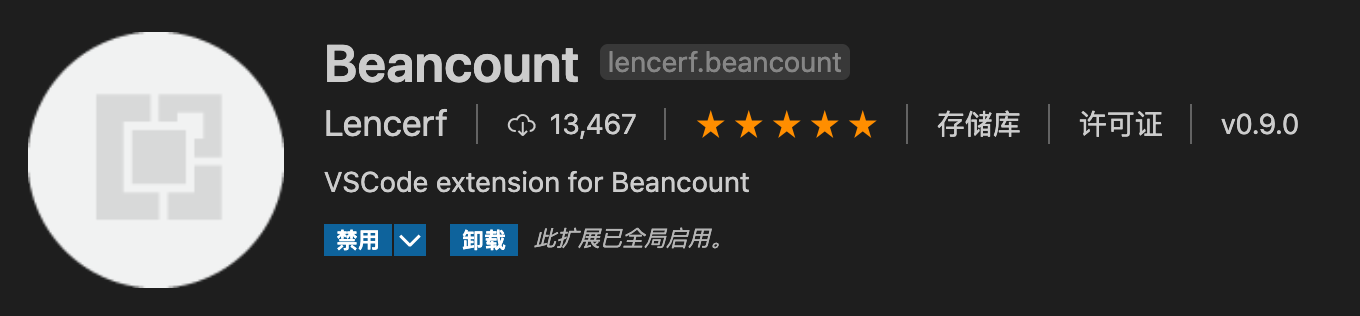 Beancount lencerf.beancount
Lencerf 13,467 存储库 许可证 v0.9.0
VSCode extension for Beancount
禁用 卸载 此扩展已全局启用。